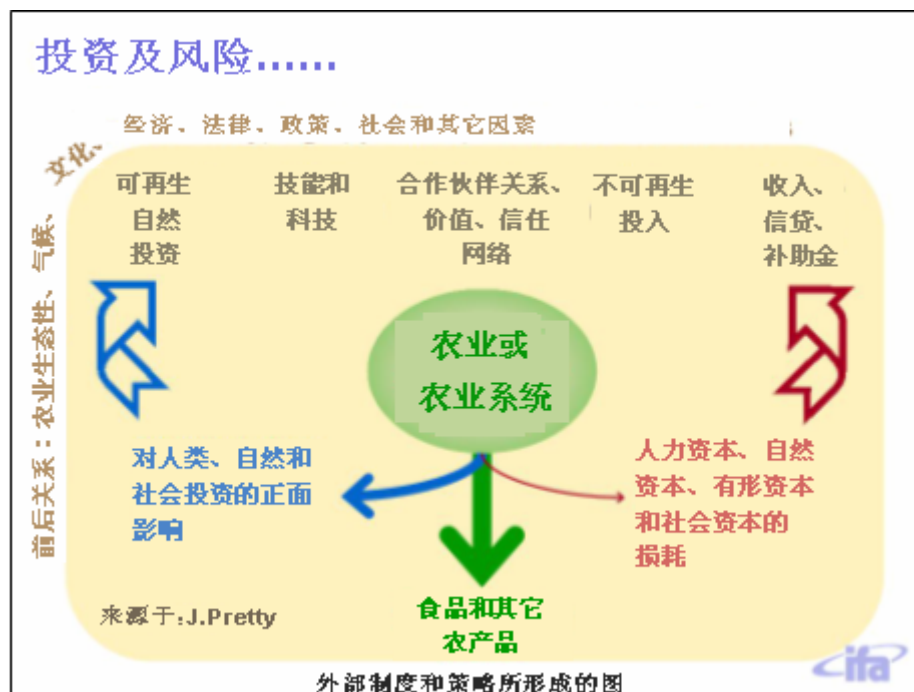 投资及风险……
经济、法律、政策、社会和其它因素
文化、
前后关系：农业生态性、气候、
可再生
自然
投资
技能和
科技
合作伙伴关系、
价值、信任
网络
不可再生
投入
收入、
信贷、
补助金
农业或
农业系统
对人类、自然和
社会投资的正面
影响
人力资本、自然
资本、有形资本
和社会资本的
损耗
食品和其它
农产品
来源于:J.Pretty
ifa
外部制度和策略所形成的图